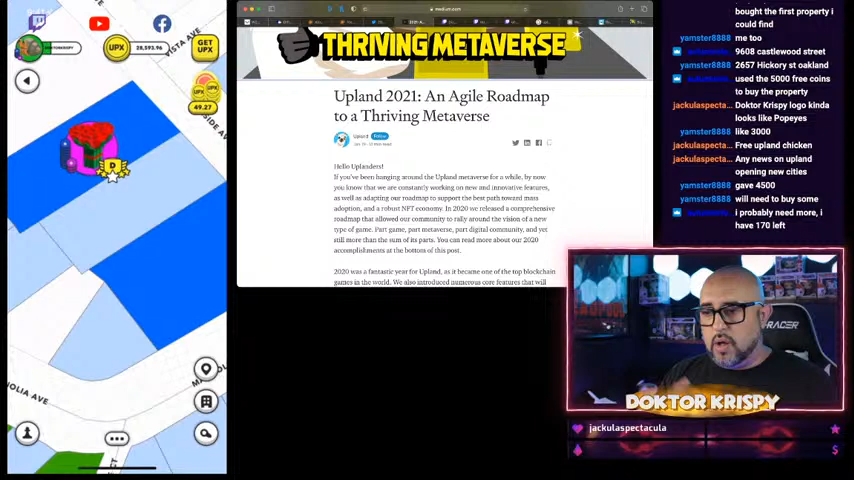 VISTA AVE
UPX
28,593.96
GET
UPX
UPX
UPX
49.27
SIDE AV
D
NOLIA AVE
medium.com
THRIVING METAVERSE
Upland 2021: An Agile Roadmap
to a Thriving Metaverse
Upland
Follow
Hello Uplanders!
If you've been hanging around the Upland metaverse for a while, by now
you know that we are constantly working on new and innovative features,
as well as adapting our roadmap to support the best path toward mass
adoption, and a robust NFT economy. In 2020 we released a comprehensive
roadmap that allowed our community to rally around the vision of a new
type of game. Part game, part metaverse, part digital community, and yet
still more than the sum of its parts. You can read more about our 2020
accomplishments at the bottom of this post.
2020 was a fantastic year for Upland, as it became one of the top blockchain
games in the world. We also introduced numerous core features that will
bought the first property i
could find
yamster8888 me too
9608 castlewood street
yamster8888 2657 Hickory st oakland
used the 5000 free coins
to buy the property
jackulaspecta... Doktor Krispy logo kinda
looks like Popeyes
yamster8888 like 3000
jackulaspecta... Free upland chicken
jackulaspecta... Any news on upland
opening new cities
yamster8888 gave 4500
yamster8888 will need to buy some
i probably need more, i
have 170 left
RACER
DOKTOR KRISPY
jackulaspectacula
$